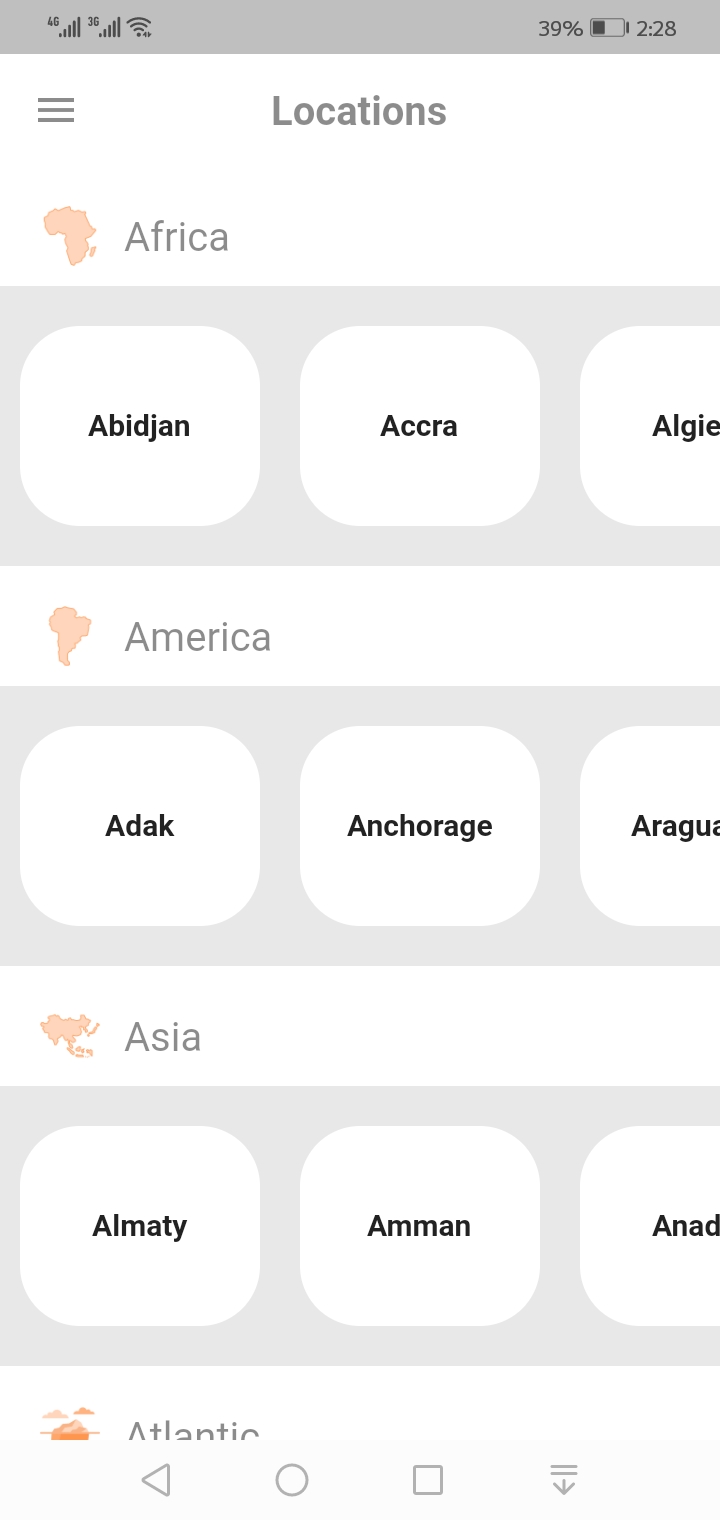 4G 3G 39% 2:28
Locations
Africa
Abidjan Accra Algie
America
Adak Anchorage Aragua
Asia
Almaty Amman Anad
Atlantic